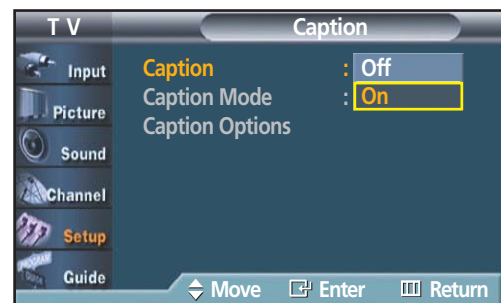 T V
Caption
Input
Picture
Sound
Channel
Setup
Guide
Caption : Off
On
Caption Mode :
Caption Options
Move Enter Return